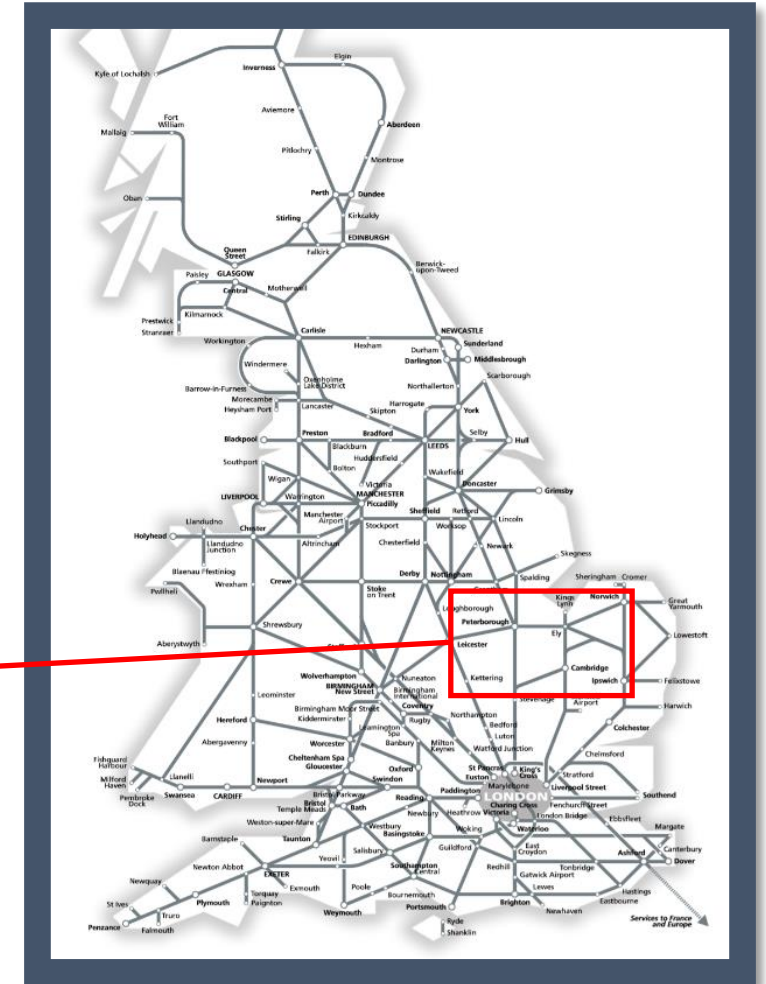 Elgin
Inverness
Kyle of Lochalsh
Aviemore
Fort
William
Mallaig
Aberdeen
Pitlochry
Montrose
Perth
Dundee
Oban
Stirling
Kirkcaldy
EDINBURGH
Queen
Street
Falkirk
Berwick-
upon-Tweed
Paisley
GLASGOW
Central
Motherwell
Kilmarnock
Prestwick
Stranraer
Carlisle
NEWCASTLE
Sunderland
Workington
Hexham
Durham
Darlington
Middlesbrough
Windermere
Scarborough
Oxenholme
Lake District
Barrow-in-Furness
Northallerton
Morecambe
Heysham Port
Lancaster
Harrogate
York
Skipton
Blackpool
Preston
Bradford
Selby
Blackburn
LEEDS
Hull
Huddersfield
Southport
Bolton
Wakefield
Wigan
Victoria
Doncaster
MANCHESTER
Piccadilly
LIVERPOOL
Warrington
Grimsby
Manchester
Airport
Sheffield
Retford
Llandudno
Chester
Stockport
Worksop
Lincoln
Holyhead
Llandudno
Junction
Altrincham
Chesterfield
Newark
Skegness
Blaenau Ffestiniog
Derby
Nottingham
Pwllheli
Wrexham
Crewe
Stoke
on Trent
Spalding
Sheringham
Cromer
Kings
Lynn
Norwich
Great
Yarmouth
Loughborough
Peterborough
Aberystwyth
Shrewsbury
Ely
Lowestoft
Leicester
Wolverhampton
Nuneaton
Kettering
Cambridge
BIRMINGHAM
New Street
Birmingham
International
Ipswich
Felixstowe
Leominster
Birmingham Moor Street
Coventry
Stevenage
Airport
Harwich
Kidderminster
Rugby
Northampton
Hereford
Leamington
Spa
Bedford
Colchester
Abergavenny
Worcester
Banbury
Milton
Keynes
Luton
Watford Junction
Chelmsford
Cheltenham Spa
Gloucester
Oxford
Fishguard
Harbour
St Pancras
King's
Cross
Stratford
Milford
Haven
Llanelli
Euston
Swindon
Marylebone
Liverpool Street
Pembroke
Dock
Swansea
CARDIFF
Newport
Bristol Parkway
Reading
Paddington
LONDON
Southend
Bristol
Temple Meads
Bath
Charing Cross
Fenchurch Street
Newbury
Heathrow
Victoria
London Bridge
Ebbsfleet
Weston-super-Mare
Westbury
Basingstoke
Woking
Waterloo
Margate
Barnstaple
Taunton
Salisbury
Guildford
East
Croydon
Canterbury
Yeovil
Redhill
Tonbridge
Ashford
Dover
Newton Abbot
Southampton
Central
Gatwick Airport
EXETER
Newquay
Exmouth
Poole
Lewes
Hastings
Torquay
Paignton
Bournemouth
Eastbourne
St Ives
Plymouth
Weymouth
Portsmouth
Brighton
Newhaven
Truro
Penzance
Falmouth
Ryde
Shanklin
Services to France
and Europe